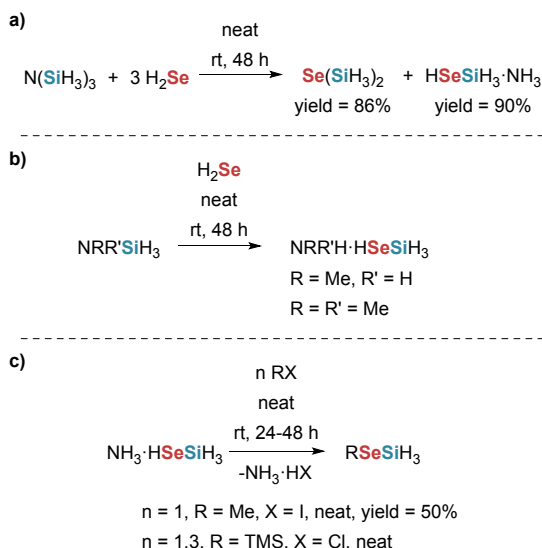 a)
neat
rt, 48 h
N(SiH₃)₃ + 3 H₂Se Se(SiH₃)₂ + HSeSiH₃·NH₃
yield = 86% yield = 90%
b)
H₂Se
neat
rt, 48 h
NRR'SiH₃ NRR'H·HSeSiH₃
R = Me, R' = H
R = R' = Me
c)
n RX
neat
rt, 24-48 h
NH₃·HSeSiH₃ RSeSiH₃
-NH₃·HX
n = 1, R = Me, X = I, neat, yield = 50%
n = 1.3, R = TMS, X = Cl, neat